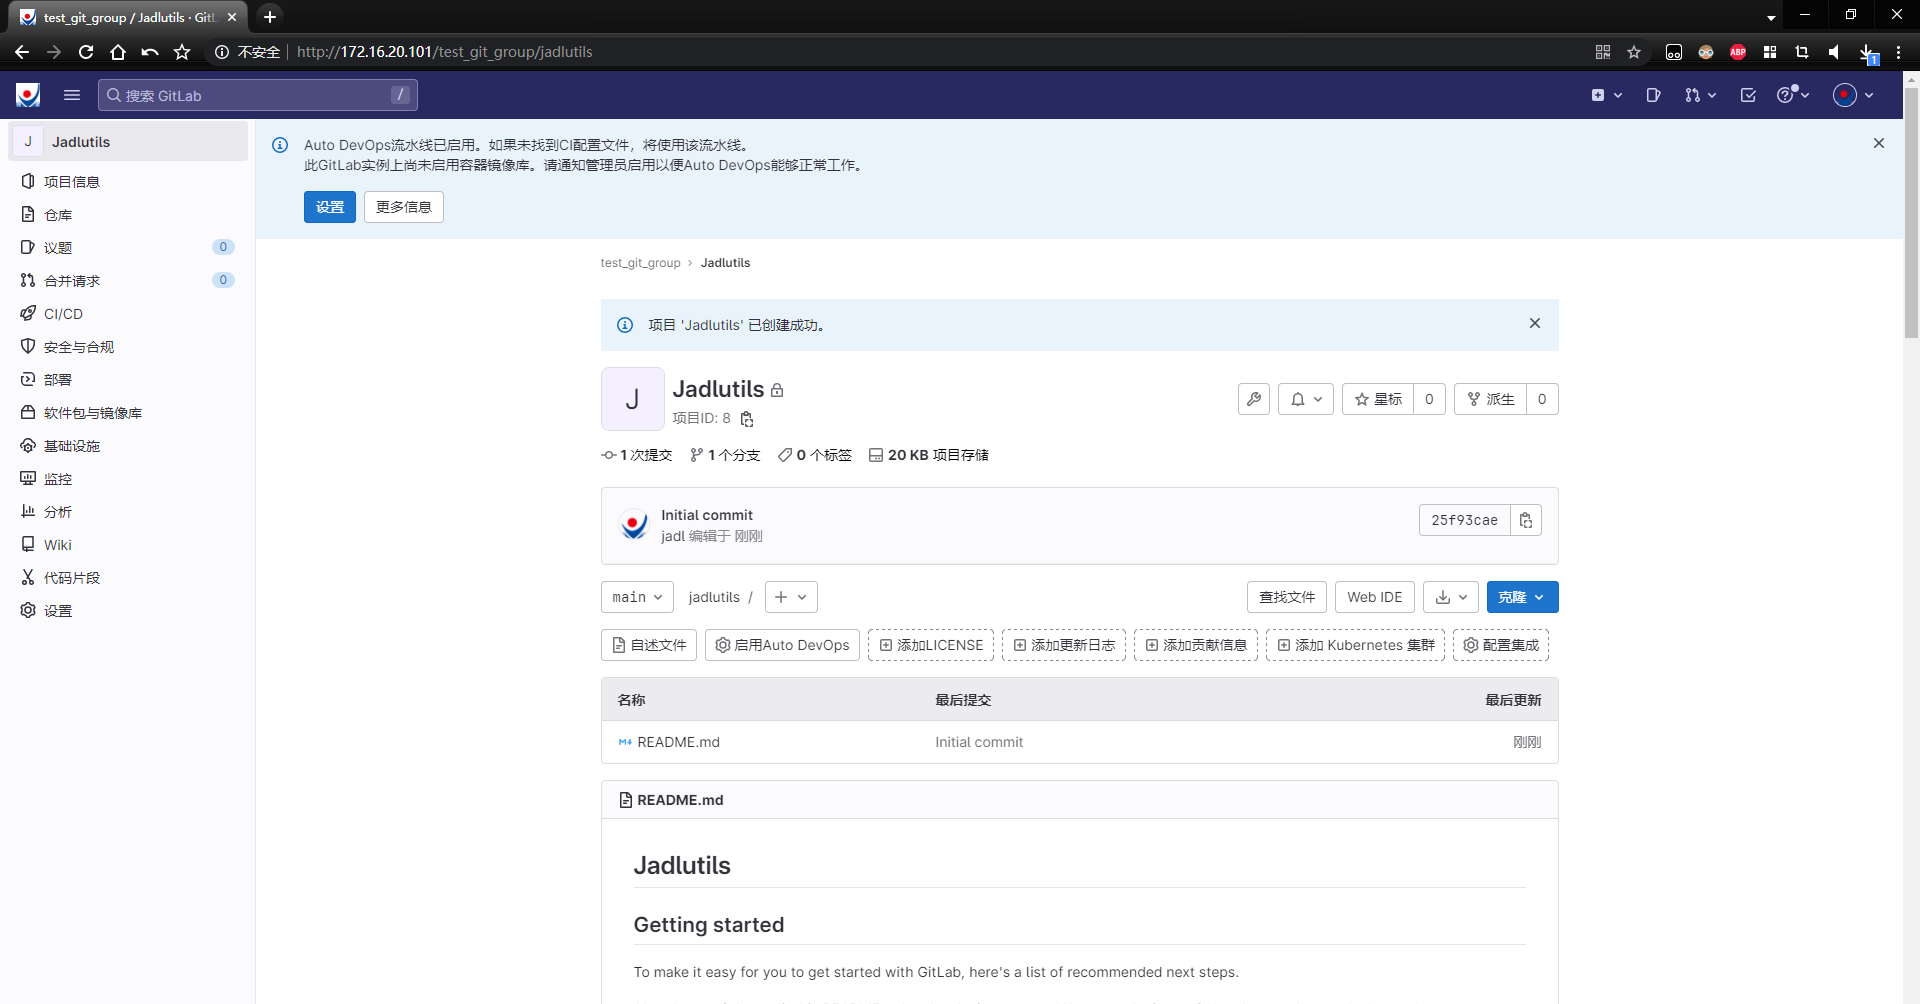 test_git_group / Jadlutils · GitL
不安全
http://172.16.20.101/test_git_group/jadlutils
ABP
1
搜索 GitLab
/
J
Jadlutils
项目信息
仓库
议题 0
合并请求 0
CI/CD
安全与合规
部署
软件包与镜像库
基础设施
监控
分析
Wiki
代码片段
设置
Auto DevOps流水线已启用。如果未找到CI配置文件，将使用该流水线。
此GitLab实例上尚未启用容器镜像库。请通知管理员启用以便Auto DevOps能够正常工作。
设置 更多信息
test_git_group › Jadlutils
项目 'Jadlutils' 已创建成功。
J
Jadlutils
项目ID: 8
星标 0 派生 0
1 次提交 1 个分支 0 个标签 20 KB 项目存储
Initial commit
jadl 编辑于 刚刚
25f93cae
main jadlutils / + 查找文件 Web IDE 克隆
自述文件 启用Auto DevOps 添加LICENSE 添加更新日志 添加贡献信息 添加 Kubernetes 集群 配置集成
名称 最后提交 最后更新
README.md Initial commit 刚刚
README.md
Jadlutils
Getting started
To make it easy for you to get started with GitLab, here's a list of recommended next steps.